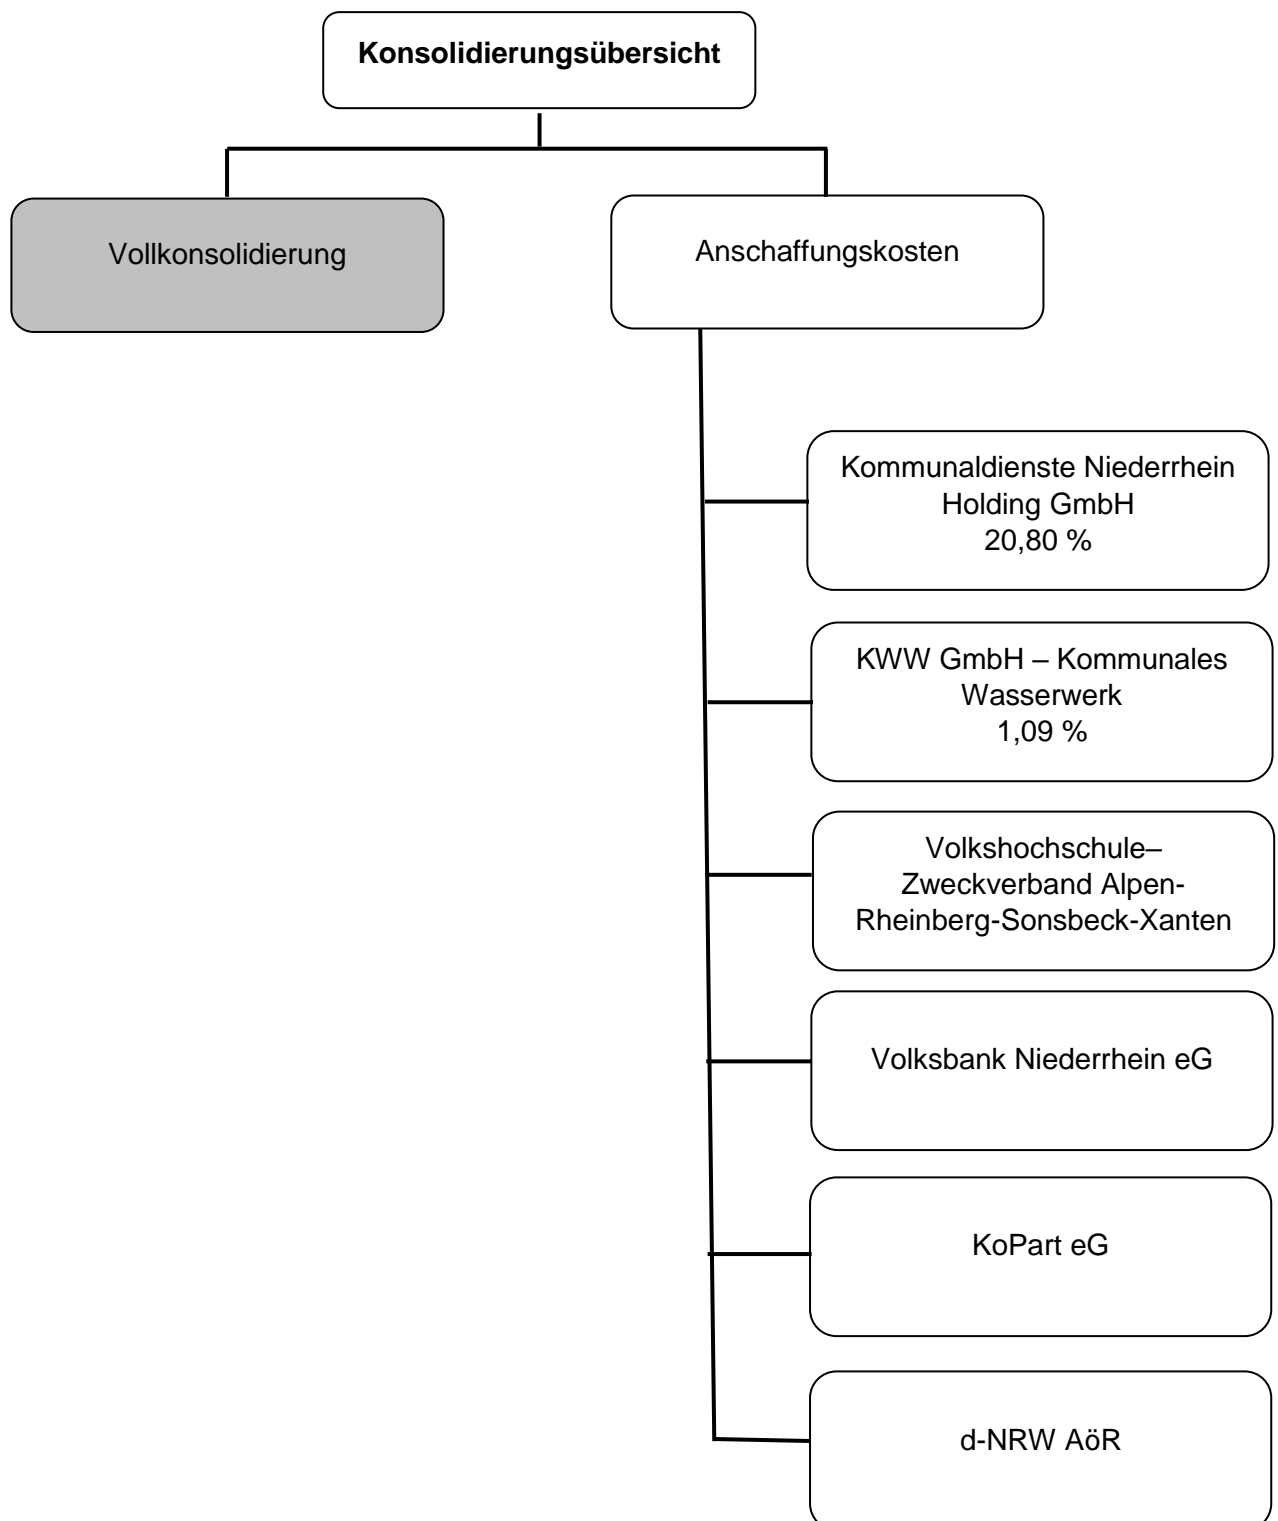 Konsolidierungsübersicht
Vollkonsolidierung
Anschaffungskosten
Kommunaldienste Niederrhein
Holding GmbH
20,80 %
KWW GmbH – Kommunales
Wasserwerk
1,09 %
Volkshochschule–
Zweckverband Alpen-
Rheinberg-Sonsbeck-Xanten
Volksbank Niederrhein eG
KoPart eG
d-NRW AöR